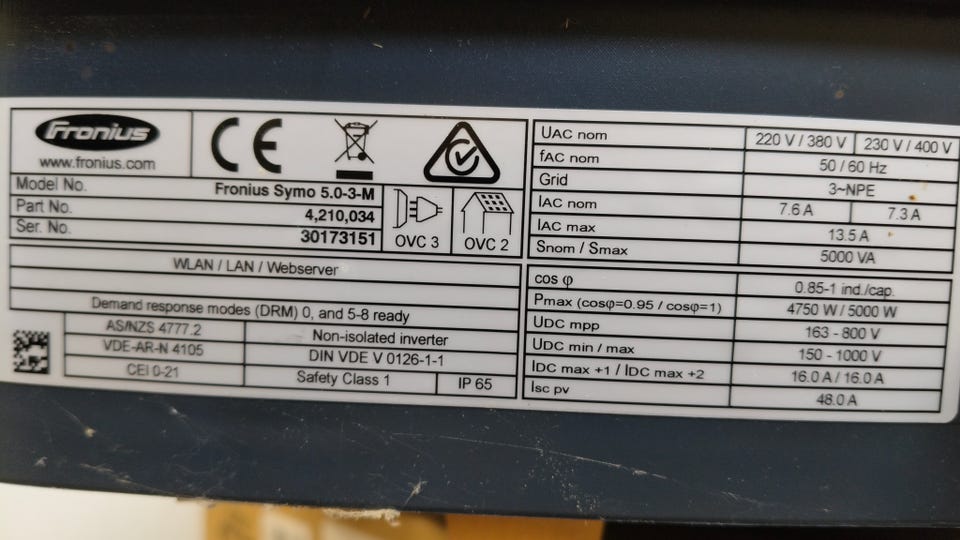 Fronius
www.fronius.com
CE
Model No. Fronius Symo 5.0-3-M
Part No. 4,210,034
Ser. No. 30173151
OVC 3 OVC 2
WLAN / LAN / Webserver
Demand response modes (DRM) 0, and 5-8 ready
AS/NZS 4777.2 Non-isolated inverter
VDE-AR-N 4105 DIN VDE V 0126-1-1
CEI 0-21 Safety Class 1 IP 65
UAC nom 220 V / 380 V 230 V / 400 V
fAC nom 50 / 60 Hz
Grid 3~NPE
IAC nom 7.6 A 7.3 A
IAC max 13.5 A
Snom / Smax 5000 VA
cos φ 0.85-1 ind./cap.
Pmax (cosφ=0.95 / cosφ=1) 4750 W / 5000 W
UDC mpp 163 - 800 V
UDC min / max 150 - 1000 V
IDC max +1 / IDC max +2 16.0 A / 16.0 A
Isc pv 48.0 A